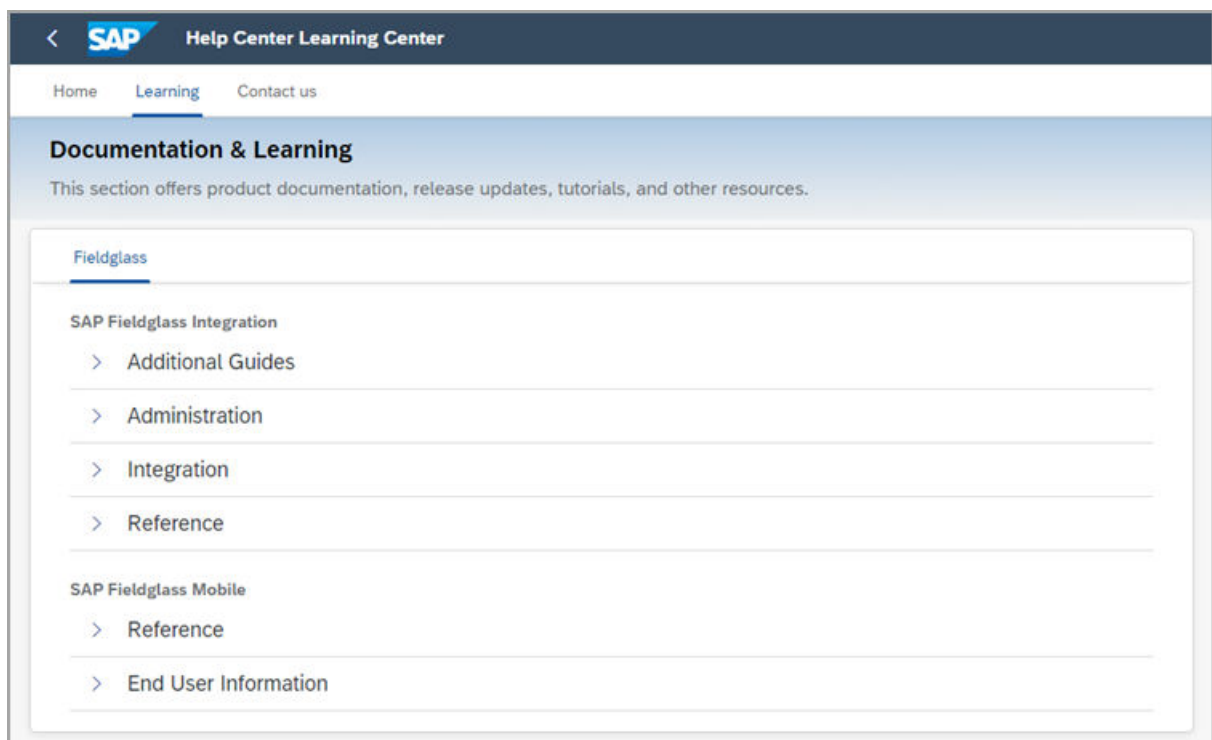 SAP Help Center Learning Center
Home Learning Contact us
Documentation & Learning
This section offers product documentation, release updates, tutorials, and other resources.
Fieldglass
SAP Fieldglass Integration
Additional Guides
Administration
Integration
Reference
SAP Fieldglass Mobile
Reference
End User Information